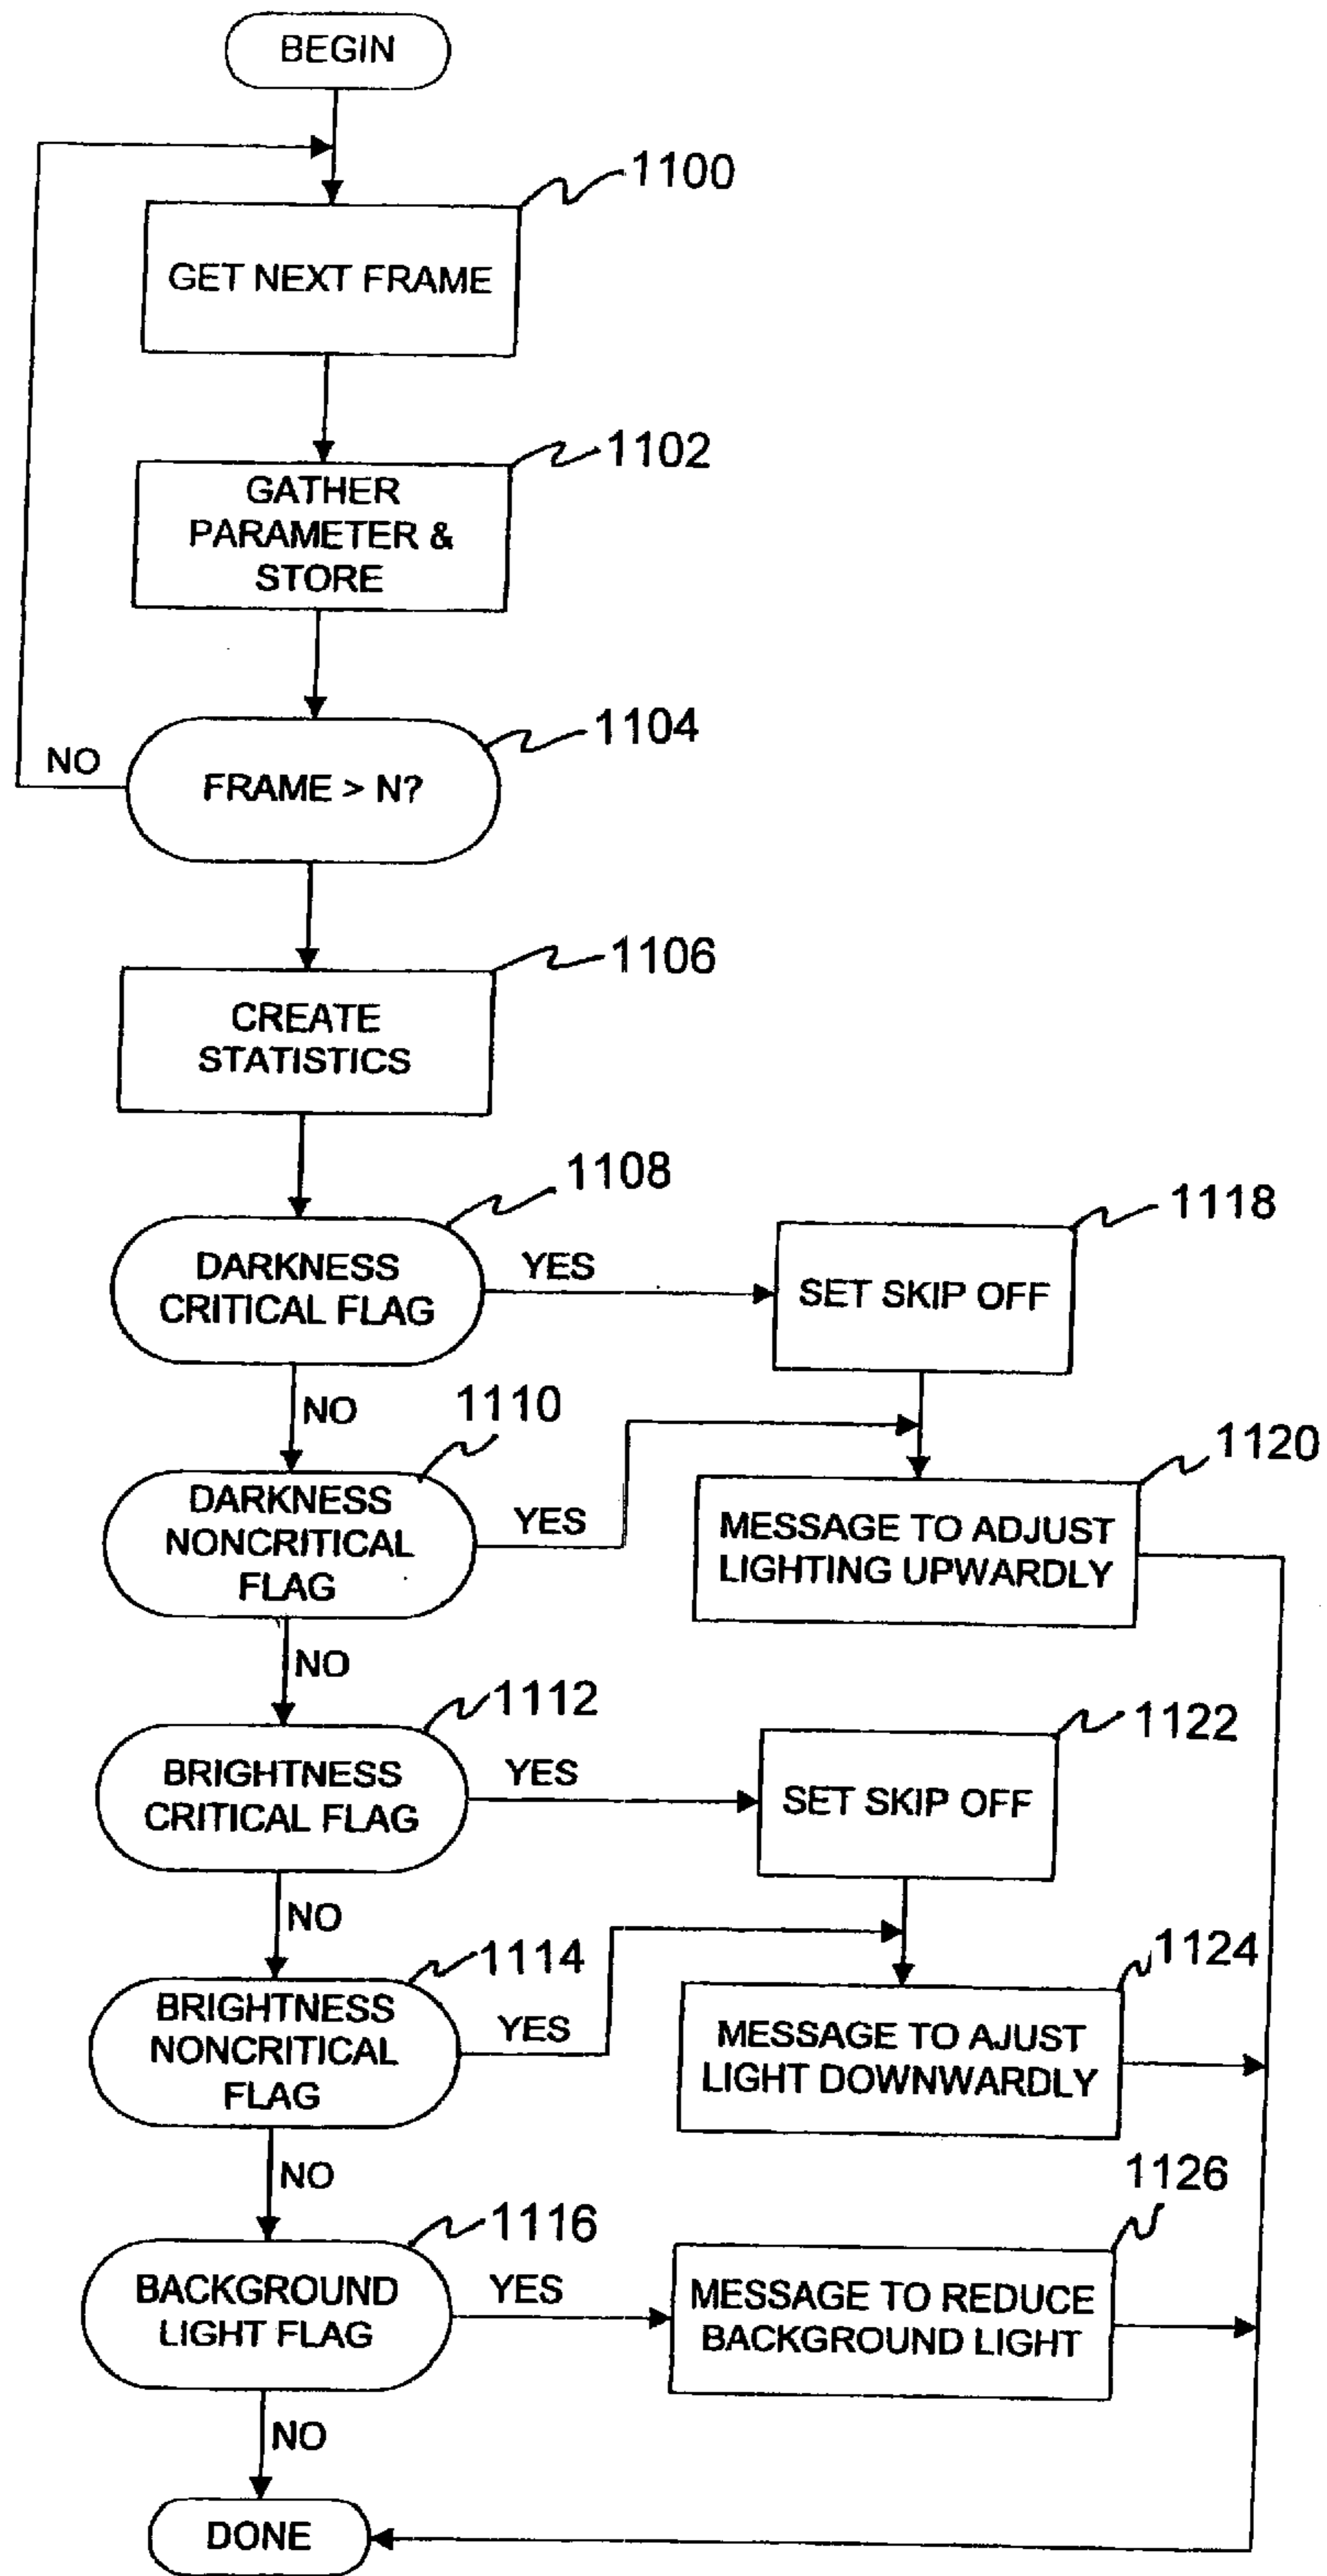 BEGIN
1100
GET NEXT FRAME
1102
GATHER
PARAMETER &
STORE
1104
NO
FRAME > N?
1106
CREATE
STATISTICS
1108
1118
DARKNESS
CRITICAL FLAG
YES
SET SKIP OFF
NO
1110
1120
DARKNESS
NONCRITICAL
FLAG
YES
MESSAGE TO ADJUST
LIGHTING UPWARDLY
NO
1112
1122
BRIGHTNESS
CRITICAL FLAG
YES
SET SKIP OFF
NO
1114
1124
BRIGHTNESS
NONCRITICAL
FLAG
YES
MESSAGE TO AJUST
LIGHT DOWNWARDLY
NO
1116
1126
BACKGROUND
LIGHT FLAG
YES
MESSAGE TO REDUCE
BACKGROUND LIGHT
NO
DONE